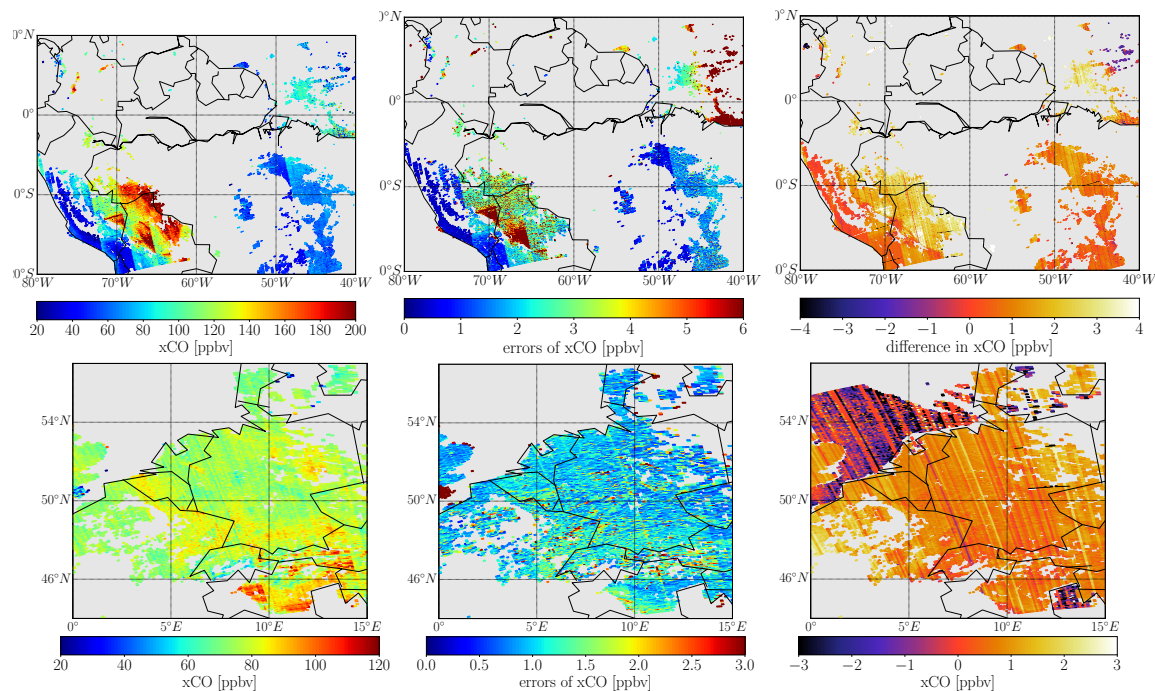 0°N 0°N 0°N
0° 0° 0°
0°S 0°S 0°S
0°S 0°S 0°S
80°W 70°W 60°W 50°W 40°W 80°W 70°W 60°W 50°W 40°W 80°W 70°W 60°W 50°W 40°W
20 40 60 80 100 120 140 160 180 200 0 1 2 3 4 5 6 −4 −3 −2 −1 0 1 2 3 4
xCO [ppbv] errors of xCO [ppbv] difference in xCO [ppbv]
54°N 54°N 54°N
50°N 50°N 50°N
46°N 46°N 46°N
0° 5°E 10°E 15°E 0° 5°E 10°E 15°E 0° 5°E 10°E 15°E
20 40 60 80 100 120 0.0 0.5 1.0 1.5 2.0 2.5 3.0 −3 −2 −1 0 1 2 3
xCO [ppbv] errors of xCO [ppbv] xCO [ppbv]